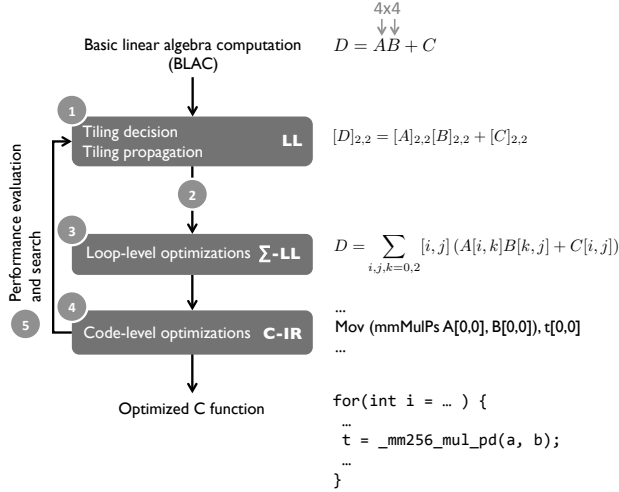 4x4
Basic linear algebra computation
(BLAC)
D = AB + C
1
Tiling decision
Tiling propagation
LL
[D]2,2 = [A]2,2[B]2,2 + [C]2,2
2
Performance evaluation
and search
3
Loop-level optimizations Σ-LL
D = ∑ [i, j] (A[i, k]B[k, j] + C[i, j])
i,j,k=0,2
4
5
Code-level optimizations C-IR
...
Mov (mmMulPs A[0,0], B[0,0]), t[0,0]
...
Optimized C function
for(int i = … ) {
…
t = _mm256_mul_pd(a, b);
…
}